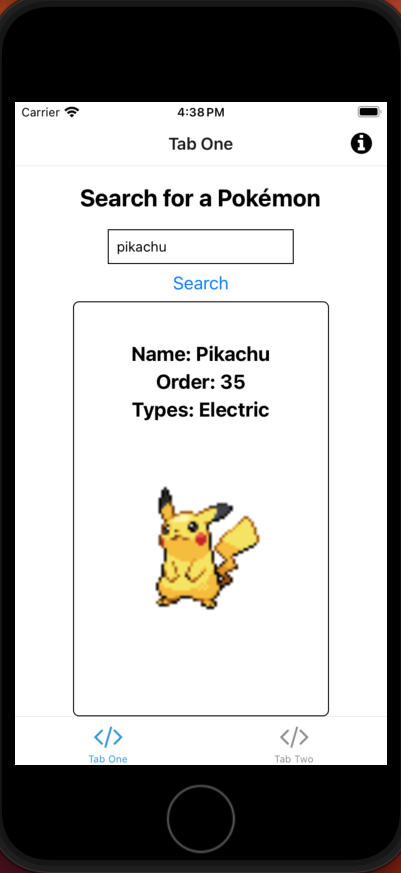 Carrier 4:38 PM
Tab One
Search for a Pokémon
pikachu
Search
Name: Pikachu
Order: 35
Types: Electric
Tab One Tab Two